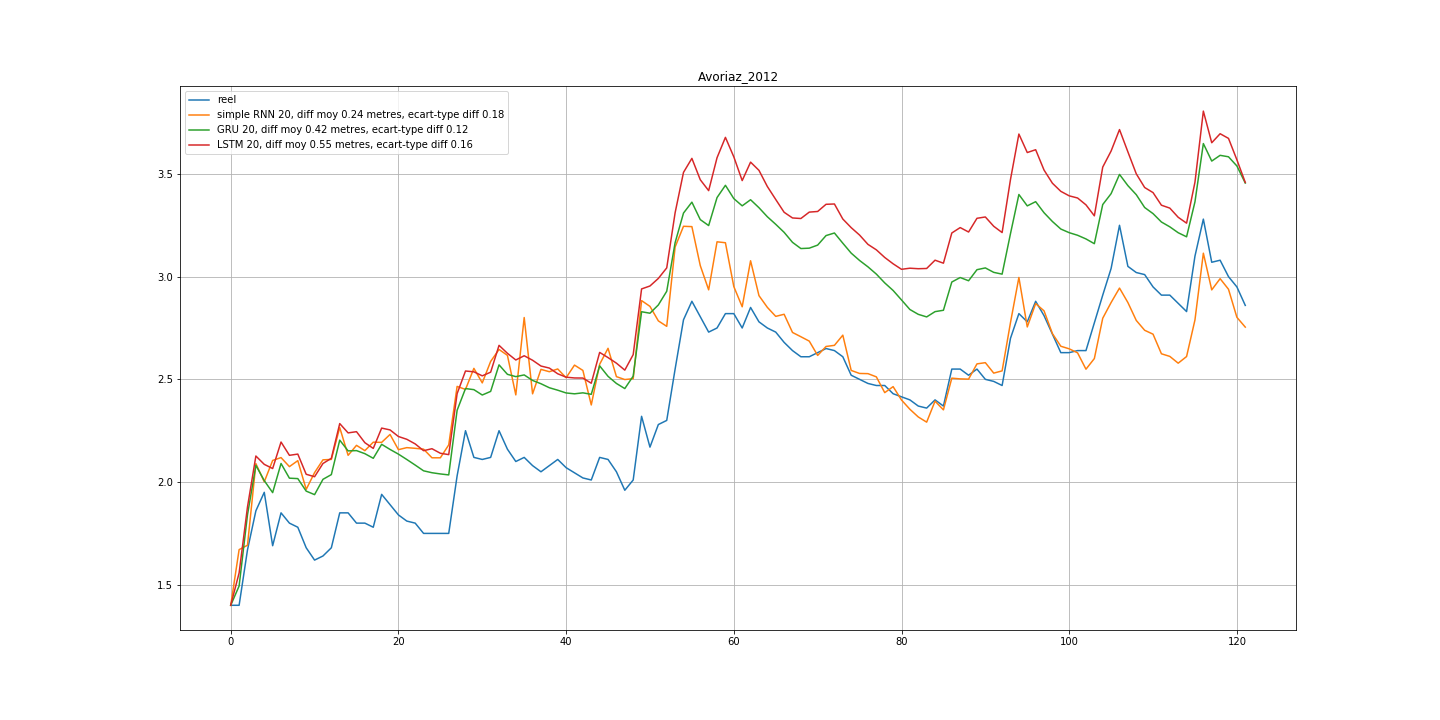 Avoriaz_2012
reel
simple RNN 20, diff moy 0.24 metres, ecart-type diff 0.18
GRU 20, diff moy 0.42 metres, ecart-type diff 0.12
LSTM 20, diff moy 0.55 metres, ecart-type diff 0.16
3.5
3.0
2.5
2.0
1.5
0 20 40 60 80 100 120